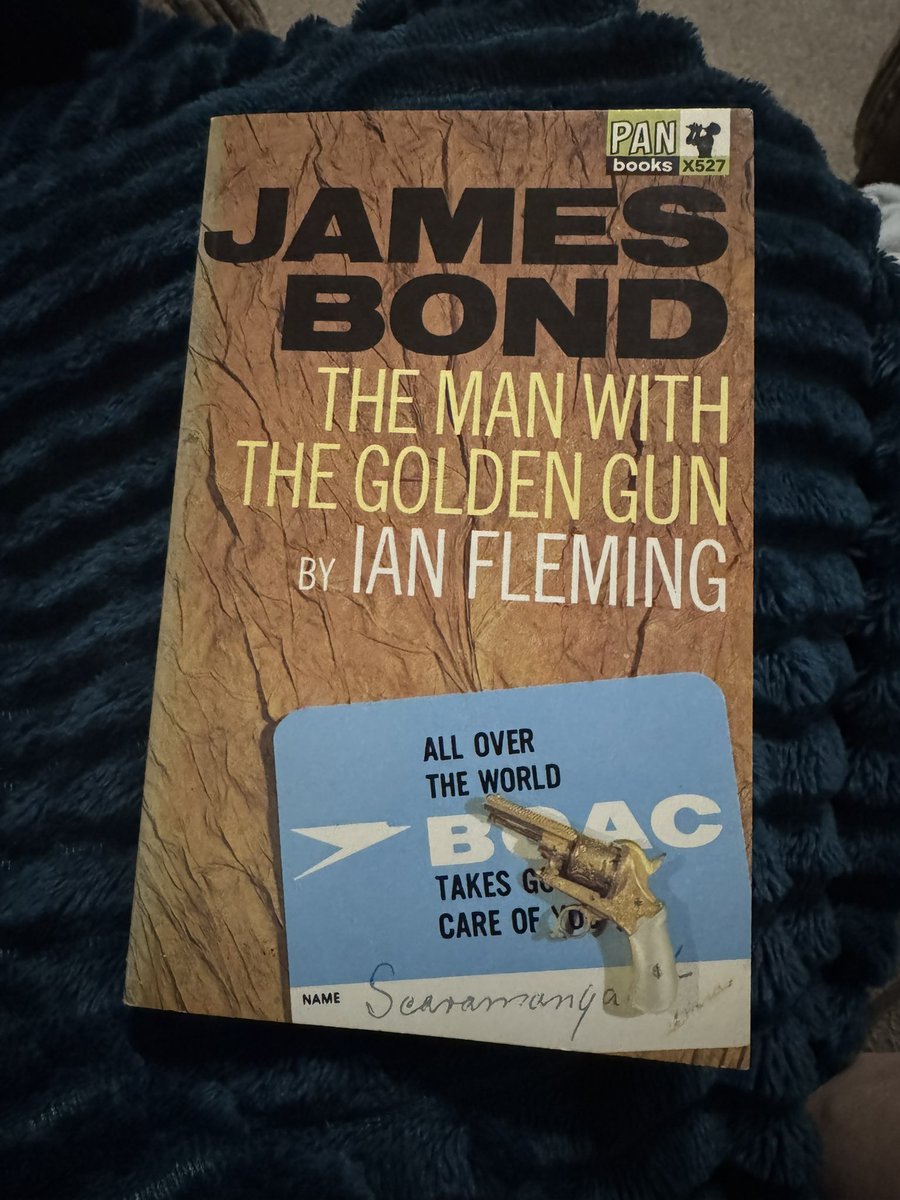 PAN
books X527
JAMES
BOND
THE MAN WITH
THE GOLDEN GUN
BY IAN FLEMING
ALL OVER
THE WORLD
BOAC
TAKES
CARE OF
NAME Scaramanga